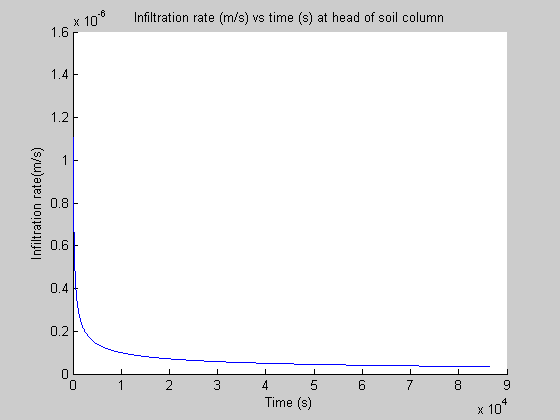 Infiltration rate (m/s) vs time (s) at head of soil column
x 10^-6
1.6
1.4
1.2
1
0.8
0.6
0.4
0.2
0
Infiltration rate(m/s)
0 1 2 3 4 5 6 7 8 9
Time (s)
x 10^4